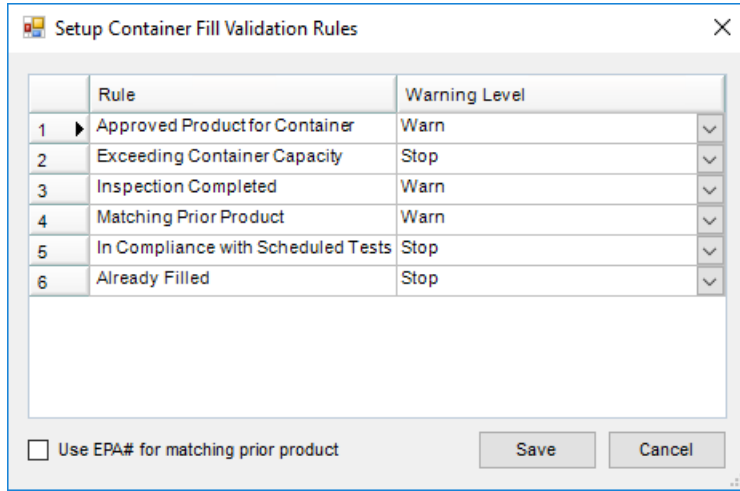 Setup Container Fill Validation Rules
Rule Warning Level
1 Approved Product for Container Warn
2 Exceeding Container Capacity Stop
3 Inspection Completed Warn
4 Matching Prior Product Warn
5 In Compliance with Scheduled Tests Stop
6 Already Filled Stop
Use EPA# for matching prior product Save Cancel